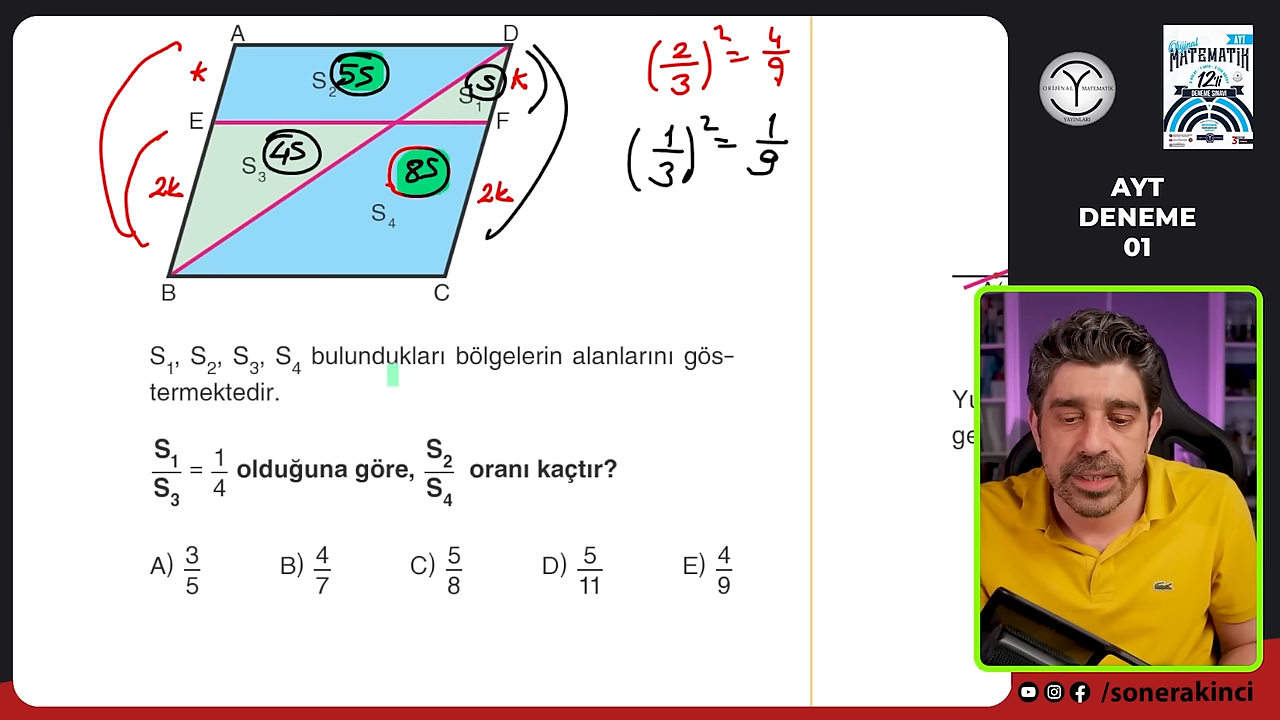 A
D
k
S2
5S
S
S1
k
E
F
S3
4S
8S
2k
S4
2k
B
C
(2/3)² = 4/9
(1/3)² = 1/9
S1, S2, S3, S4 bulundukları bölgelerin alanlarını gös-
termektedir.
S1/S3 = 1/4 olduğuna göre, S2/S4 oranı kaçtır?
A) 3/5 B) 4/7 C) 5/8 D) 5/11 E) 4/9
Yu
ge
ORİJİNAL MATEMATİK
YAYINLARI
AYT
Orijinal
MATEMATİK
12'li
DENEME SINAVI
AYT
DENEME
01
/sonerakinci